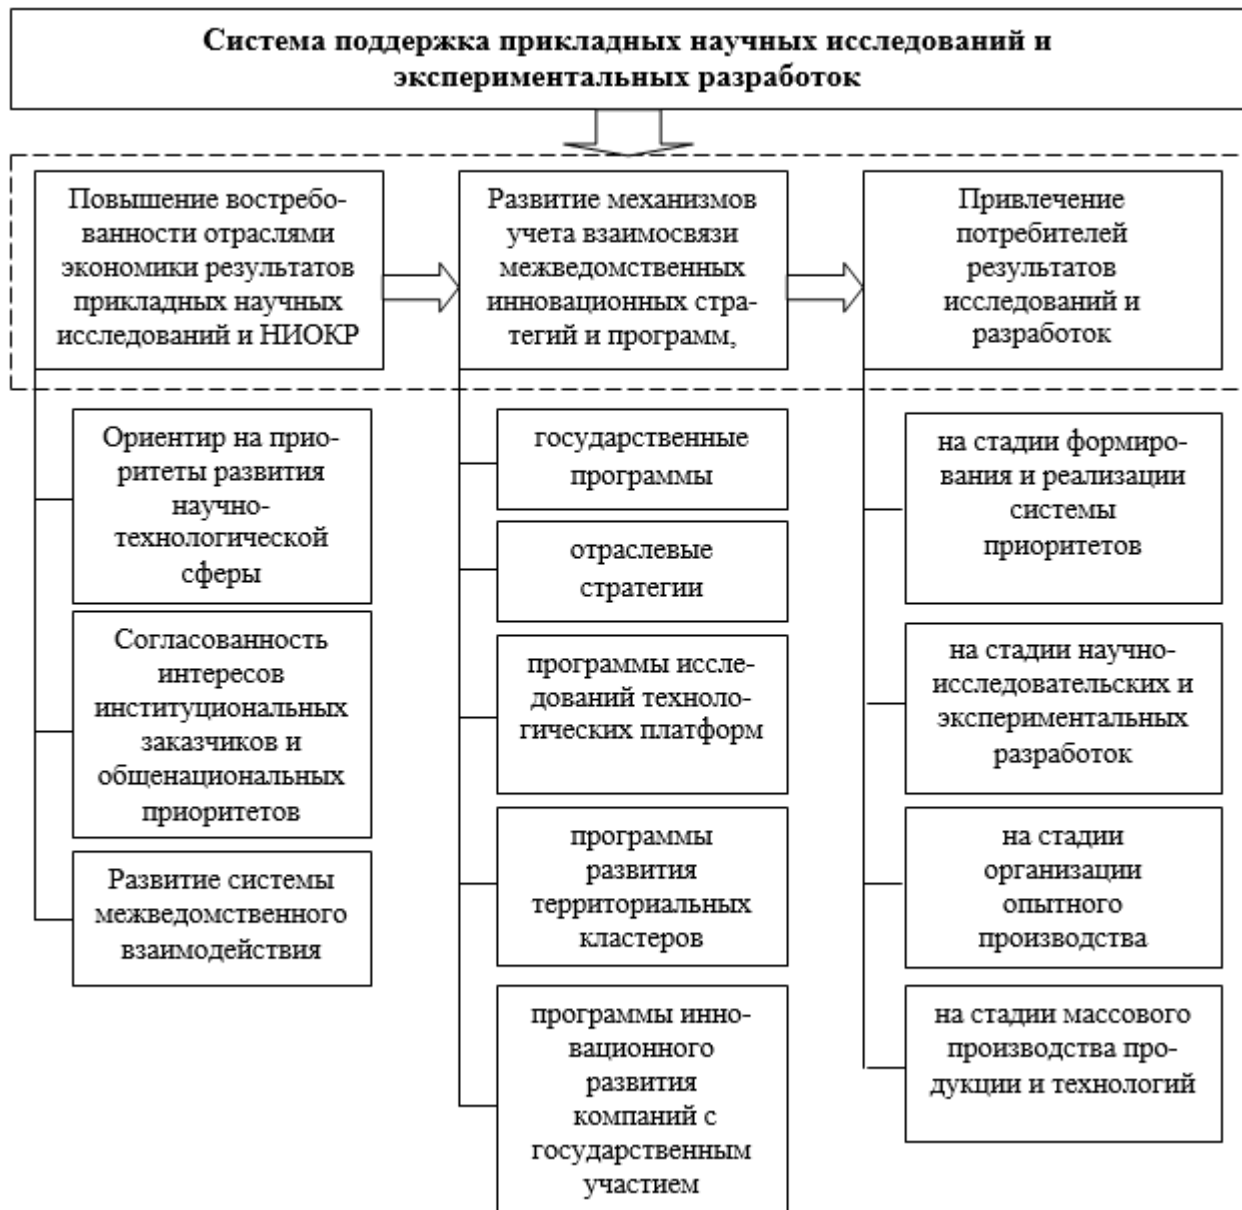 Система поддержка прикладных научных исследований и
экспериментальных разработок
Повышение востребо-
ванности отраслями
экономики результатов
прикладных научных
исследований и НИОКР
Развитие механизмов
учета взаимосвязи
межведомственных
инновационных стра-
тегий и программ,
Привлечение
потребителей
результатов
исследований и
разработок
Ориентир на прио-
ритеты развития
научно-
технологической
сферы
Согласованность
интересов
институциональных
заказчиков и
общенациональных
приоритетов
Развитие системы
межведомственного
взаимодействия
государственные
программы
отраслевые
стратегии
программы иссле-
дований техноло-
гических платформ
программы
развития
территориальных
кластеров
программы инно-
вационного
развития
компаний с
государственным
участием
на стадии формиро-
вания и реализации
системы
приоритетов
на стадии научно-
исследовательских и
экспериментальных
разработок
на стадии
организации
опытного
производства
на стадии массового
производства про-
дукции и технологий